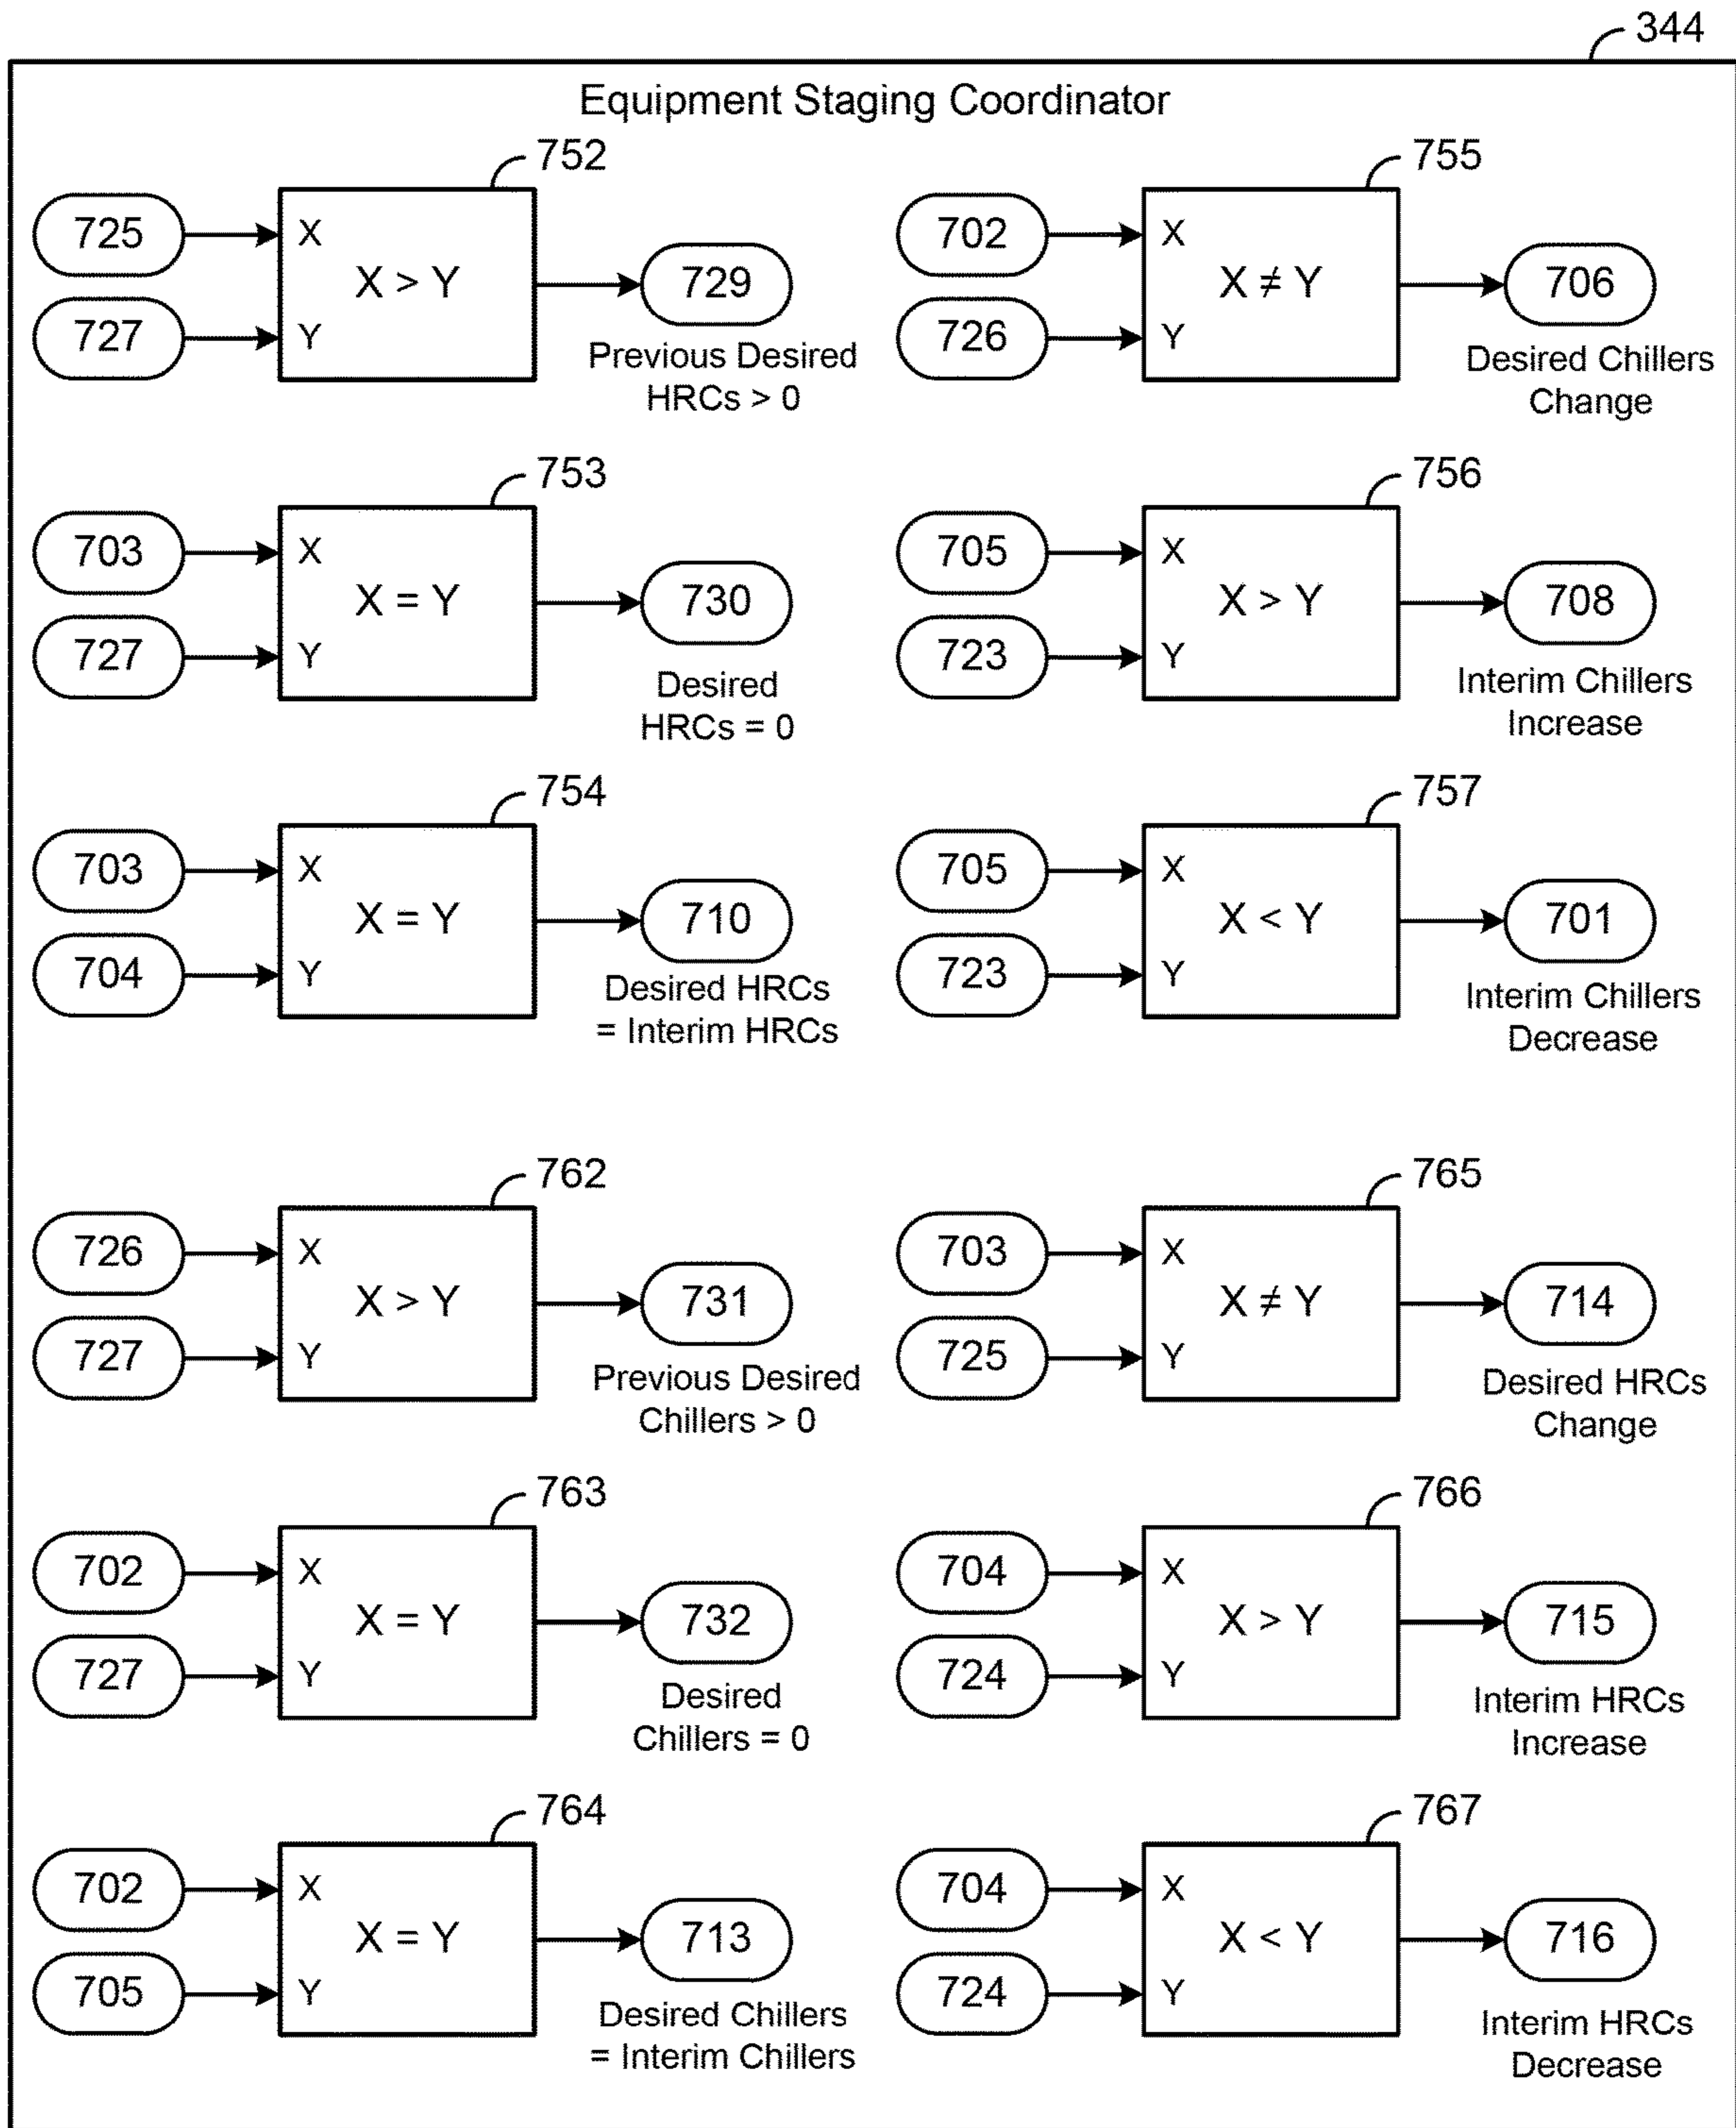 344
Equipment Staging Coordinator
752
725
X
X > Y
727
Y
729
Previous Desired
HRCs > 0
755
702
X
X ≠ Y
726
Y
706
Desired Chillers
Change
753
703
X
X = Y
727
Y
730
Desired
HRCs = 0
756
705
X
X > Y
723
Y
708
Interim Chillers
Increase
754
703
X
X = Y
704
Y
710
Desired HRCs
= Interim HRCs
757
705
X
X < Y
723
Y
701
Interim Chillers
Decrease
762
726
X
X > Y
727
Y
731
Previous Desired
Chillers > 0
765
703
X
X ≠ Y
725
Y
714
Desired HRCs
Change
763
702
X
X = Y
727
Y
732
Desired
Chillers = 0
766
704
X
X > Y
724
Y
715
Interim HRCs
Increase
764
702
X
X = Y
705
Y
713
Desired Chillers
= Interim Chillers
767
704
X
X < Y
724
Y
716
Interim HRCs
Decrease